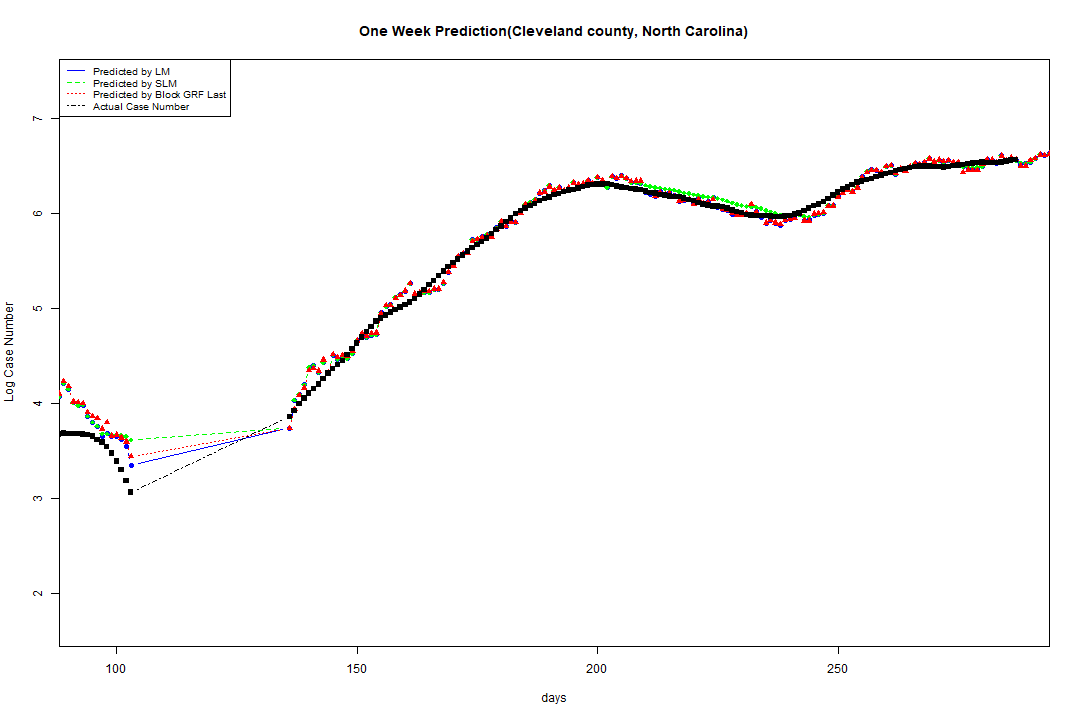 One Week Prediction(Cleveland county, North Carolina)
Predicted by LM
Predicted by SLM
Predicted by Block GRF Last
Actual Case Number
Log Case Number
7
6
5
4
3
2
100 150 200 250
days